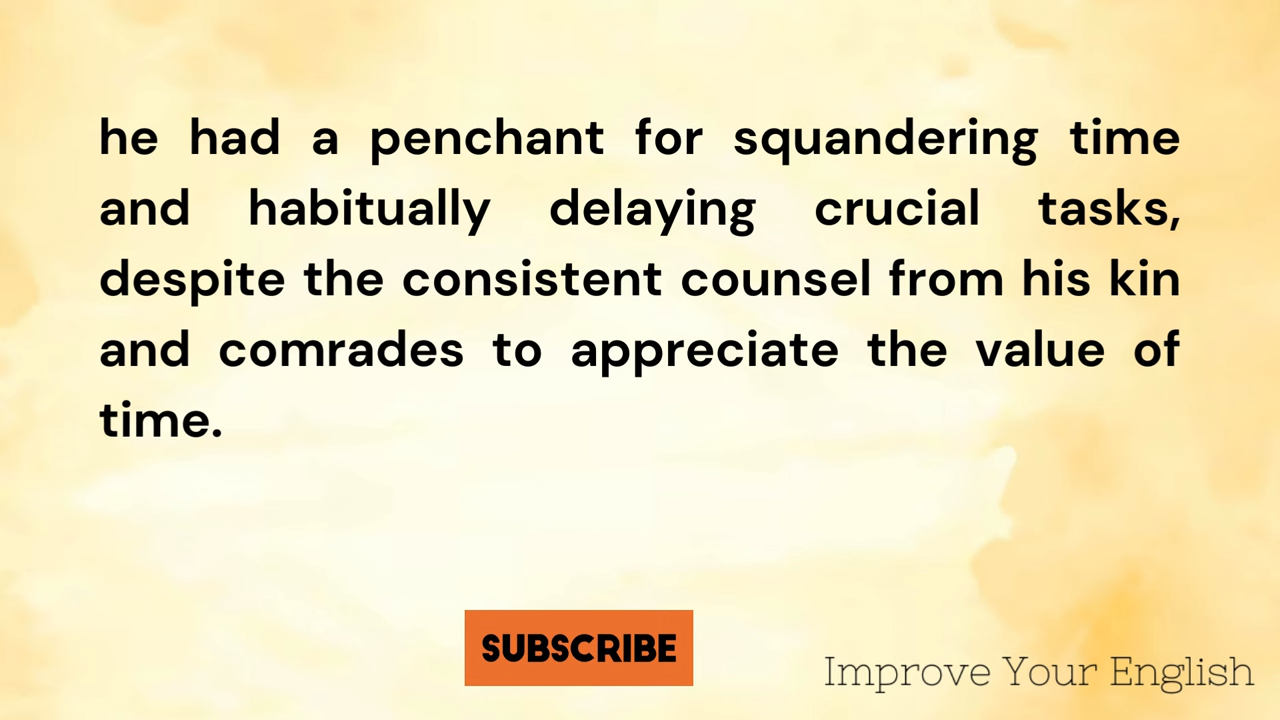 he had a penchant for squandering time
and habitually delaying crucial tasks,
despite the consistent counsel from his kin
and comrades to appreciate the value of
time.
SUBSCRIBE
Improve Your English